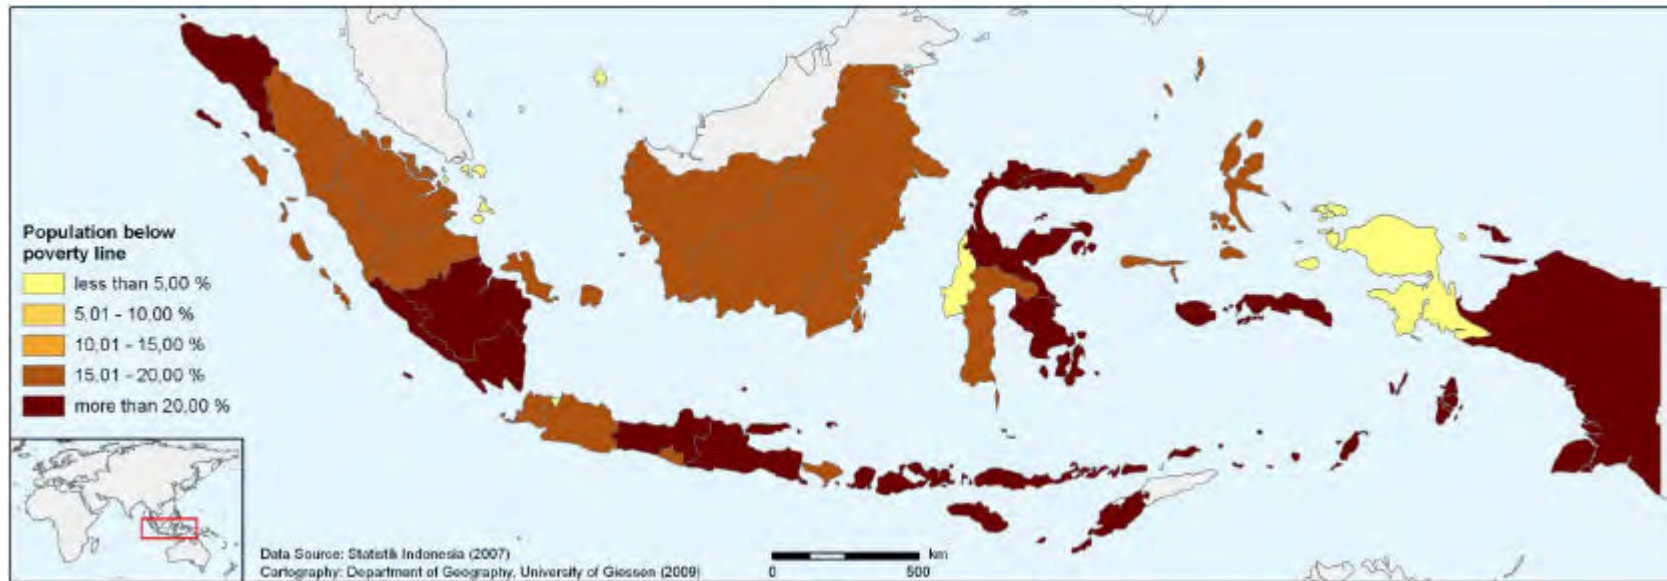 Population below
poverty line
less than 5,00 %
5,01 - 10,00 %
10,01 - 15,00 %
15,01 - 20,00 %
more than 20,00 %
Data Source: Statistik Indonesia (2007)
Cartography: Department of Geography, University of Giessen (2009)
km
0 500